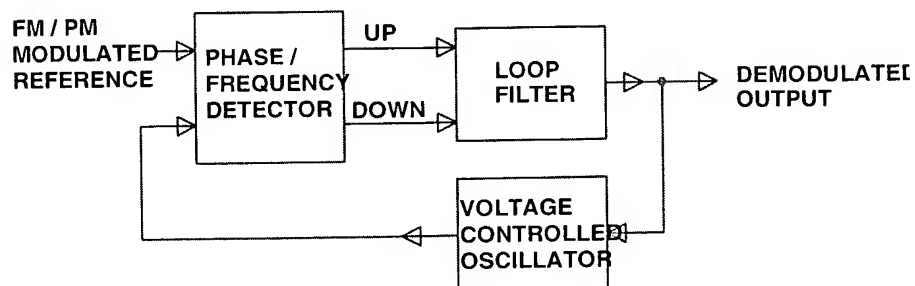 FM / PM
MODULATED
REFERENCE
PHASE /
FREQUENCY
DETECTOR
UP
DOWN
LOOP
FILTER
DEMODULATED
OUTPUT
VOLTAGE
CONTROLLED
OSCILLATOR